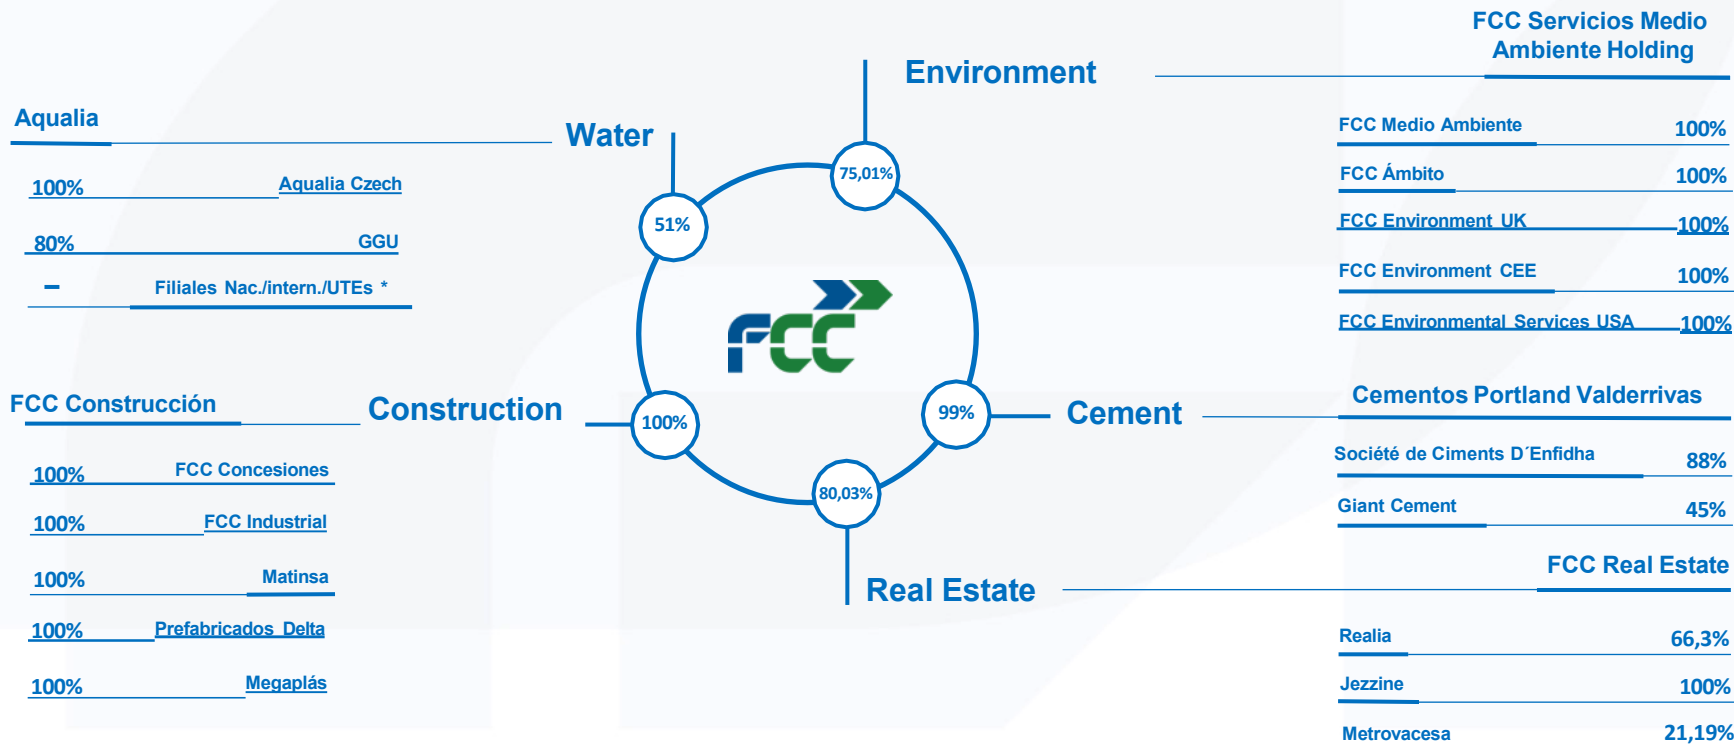 FCC Servicios Medio
Ambiente Holding
Environment
FCC Medio Ambiente 100%
FCC Ámbito 100%
FCC Environment UK 100%
FCC Environment CEE 100%
FCC Environmental Services USA 100%
Aqualia
Water
100% Aqualia Czech
80% GGU
– Filiales Nac./intern./UTEs *
75,01%
51%
FCC
100%
99%
80,03%
FCC Construcción
Construction
100% FCC Concesiones
100% FCC Industrial
100% Matinsa
100% Prefabricados Delta
100% Megaplás
Cement
Cementos Portland Valderrivas
Société de Ciments D´Enfidha 88%
Giant Cement 45%
Real Estate
FCC Real Estate
Realia 66,3%
Jezzine 100%
Metrovacesa 21,19%